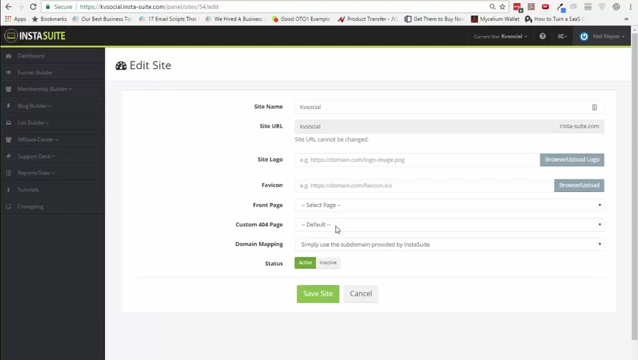 Secure https://kvsocial.insta-suite.com/panel/sites/54/edit
Apps Bookmarks Our Best Business To 17 Email Scripts That We Hired A Business Good OTO1 Example Product Transfer Get Them to Buy Now Mycelium Wallet How to Turn a SaaS
INSTASUITE
Current Site: Kvsocial
Neil Napier
Dashboard
Funnel Builder
Membership Builder
Blog Builder
List Builder
Affiliate Center
Support Desk
Reports/Stats
Tutorials
Changelog
Edit Site
Site Name Kvsocial
Site URL kvsocial insta-suite.com
Site URL cannot be changed.
Site Logo e.g. https://domain.com/logo-image.png Browse/Upload Logo
Favicon e.g. https://domain.com/favicon.ico Browse/Upload
Front Page -- Select Page --
Custom 404 Page -- Default --
Domain Mapping Simply use the subdomain provided by InstaSuite
Status Active Inactive
Save Site Cancel